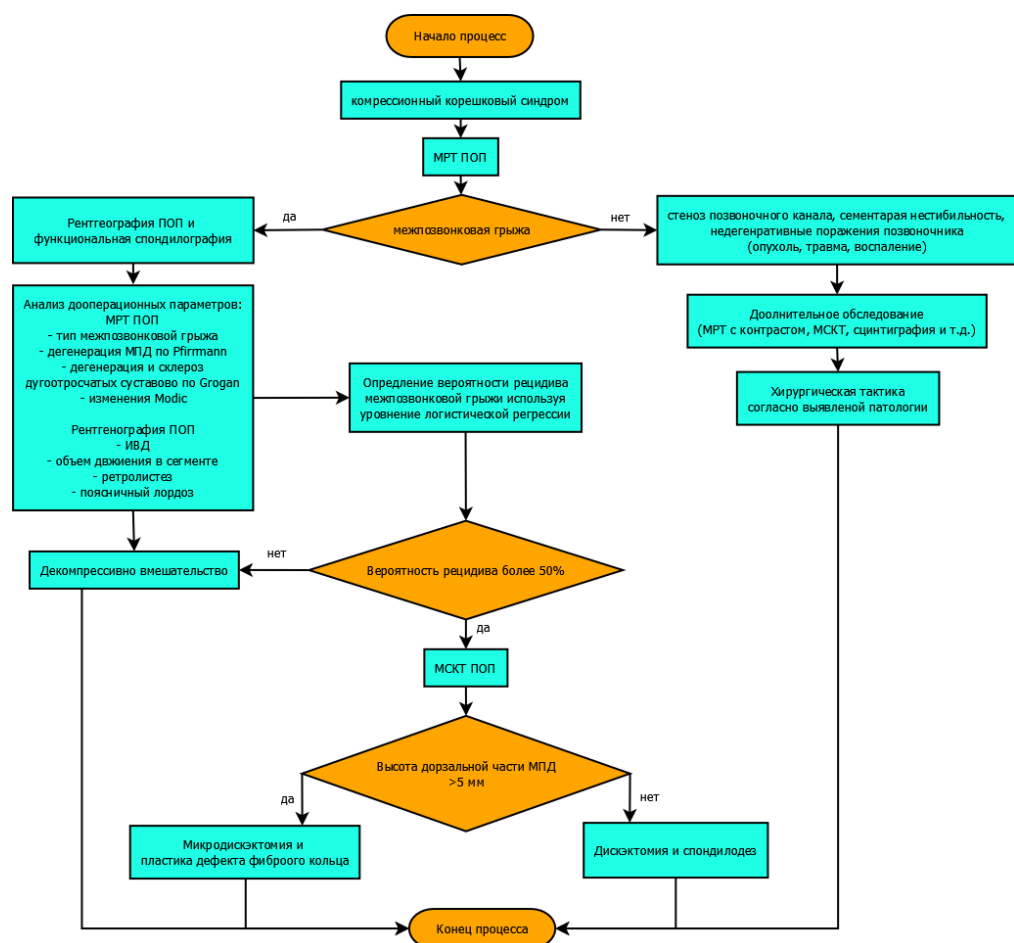 Начало процесс
комрессионный корешковый синдром
МРТ ПОП
межпозвонковая грыжа
да
нет
Рентгеография ПОП и
функциональная спондилография
стеноз позвоночного канала, сементарая нестибильность,
недегенративные поражения позвоночника
(опухоль, травма, воспаление)
Анализ дооперационных параметров:
МРТ ПОП
- тип межпозвонковой грыжа
- дегенерация МПД по Pfirrmann
- дегенерация и склероз
дугоотросчатых суставово по Grogan
- изменения Modic
Рентгенография ПОП
- ИВД
- объем двжиения в сегменте
- ретролистез
- поясничный лордоз
Доолнительное обследование
(МРТ с контрастом, МСКТ, сцинтиграфия и т.д.)
Опредление вероятности рецидива
межпозвонковой грыжи используя
уровнение логистической регрессии
Хирургическая тактика
согласно выявленой патологии
Декомпрессивно вмешательство
нет
Вероятность рецидива более 50%
да
МСКТ ПОП
Высота дорзальной части МПД
>5 мм
да
нет
Микродискэктомия и
пластика дефекта фиброго кольца
Дискэктомия и спондилодез
Конец процесса